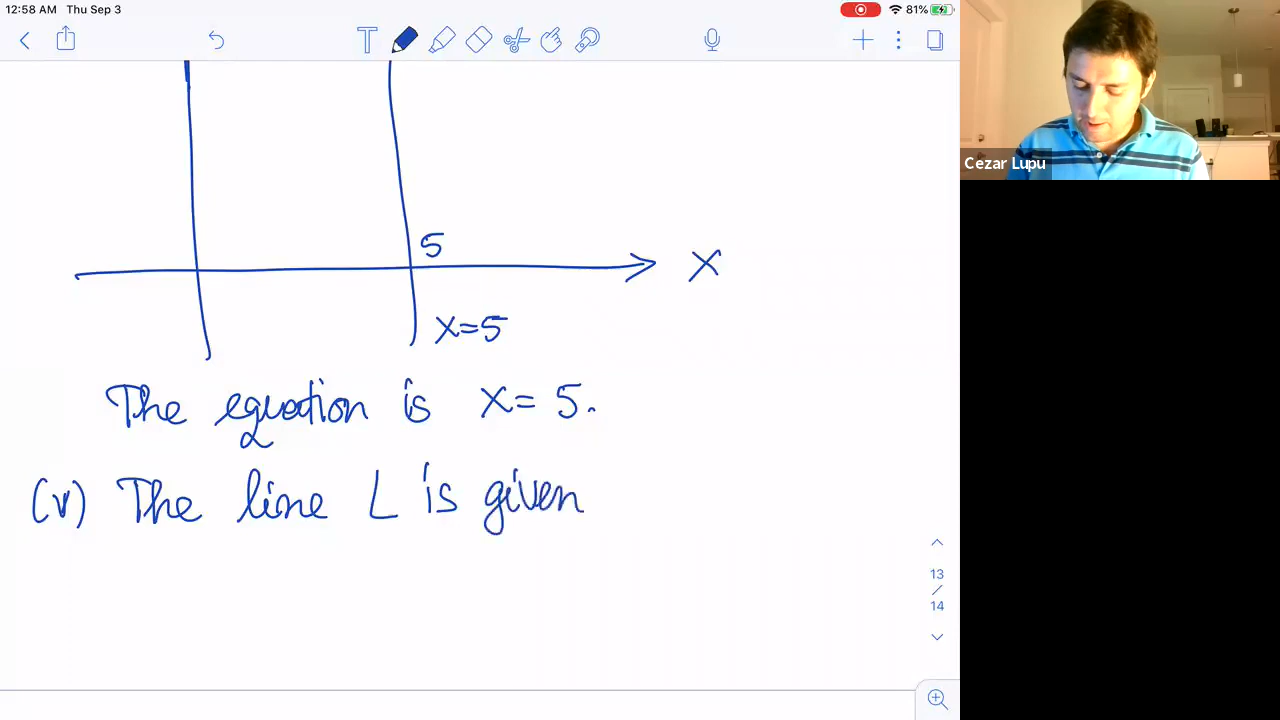 12:58 AM Thu Sep 3
81%
T
5
X
x=5
The equation is x= 5.
(v) The line L is given
13
/
14
Cezar Lupu